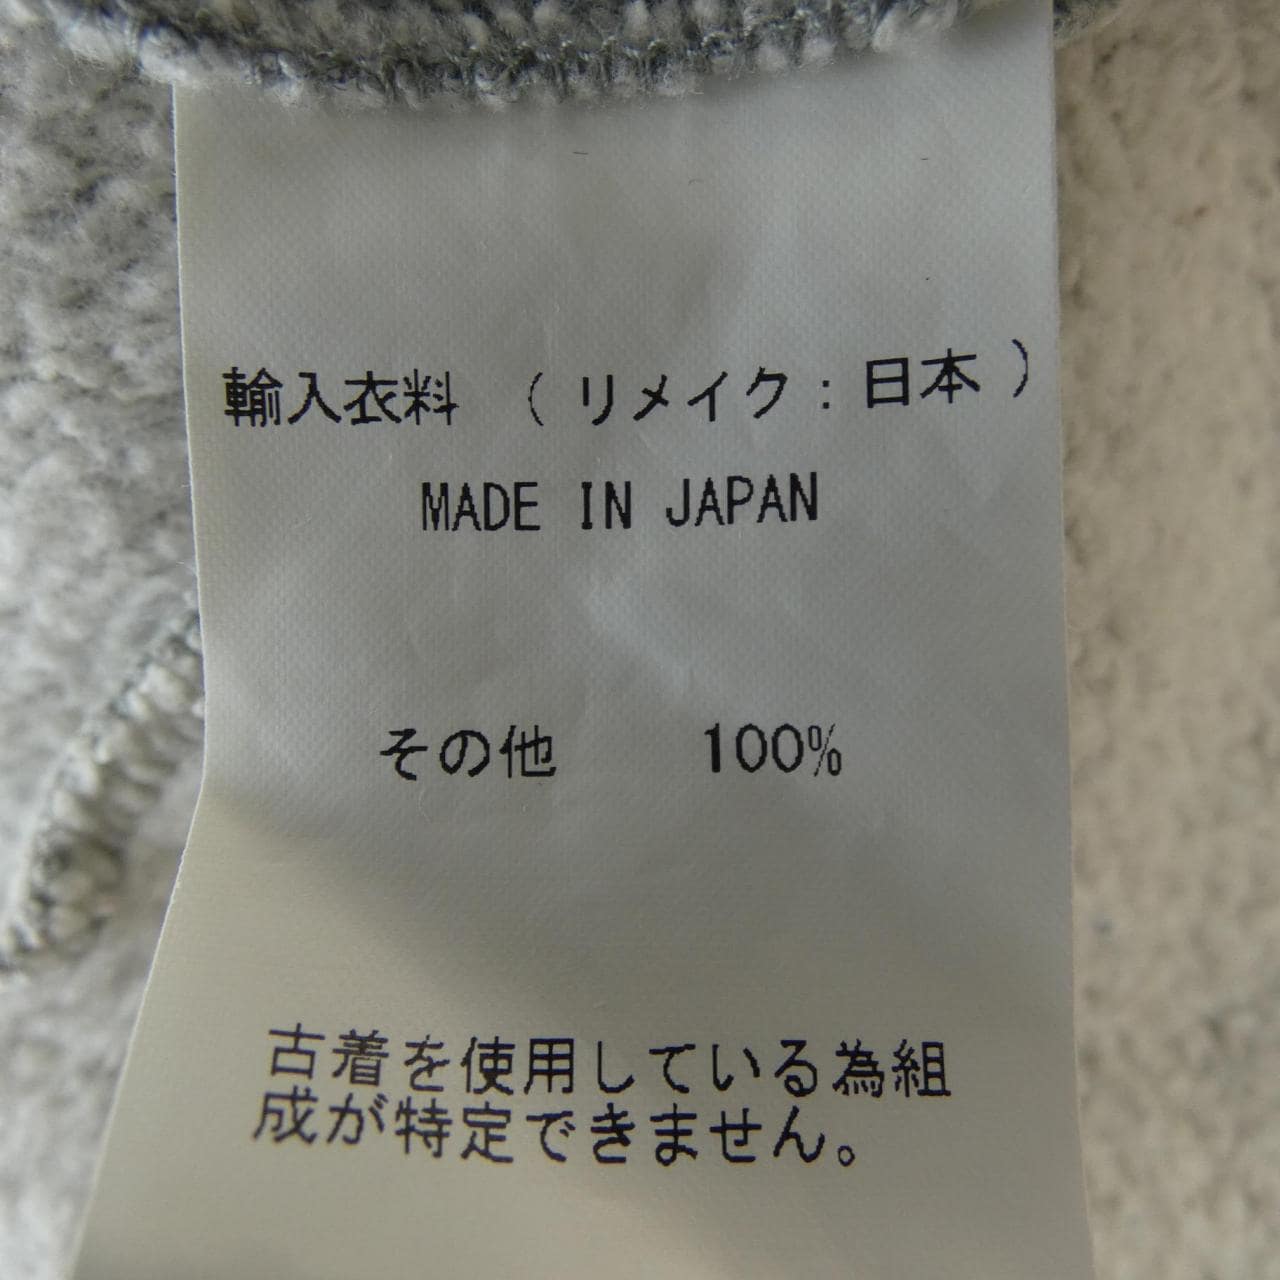 輸入衣料 （ リメイク：日本 ）
MADE IN JAPAN
その他 100%
古着を使用している為組
成が特定できません。